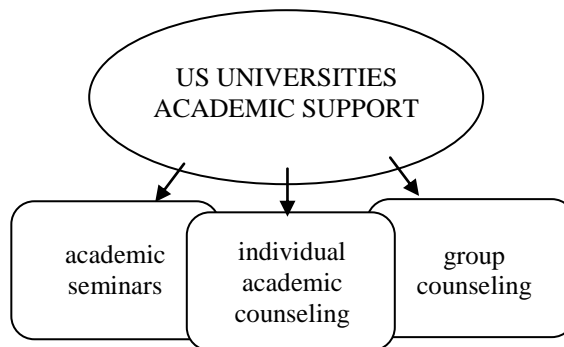 US UNIVERSITIES
ACADEMIC SUPPORT
academic
seminars
individual
academic
counseling
group
counseling